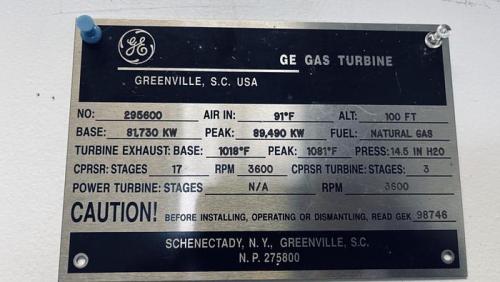 GE
GE GAS TURBINE
GREENVILLE, S.C. USA
NO: 295600 AIR IN: 91°F ALT: 100 FT
BASE: 81,730 KW PEAK: 89,490 KW FUEL: NATURAL GAS
TURBINE EXHAUST: BASE: 1018°F PEAK: 1081°F PRESS: 14.5 IN H20
CPRSR: STAGES 17 RPM 3600 CPRSR TURBINE: STAGES: 3
POWER TURBINE: STAGES N/A RPM 3600
CAUTION! BEFORE INSTALLING, OPERATING OR DISMANTLING, READ GEK 98746
SCHENECTADY, N.Y., GREENVILLE, S.C.
N.P. 275800